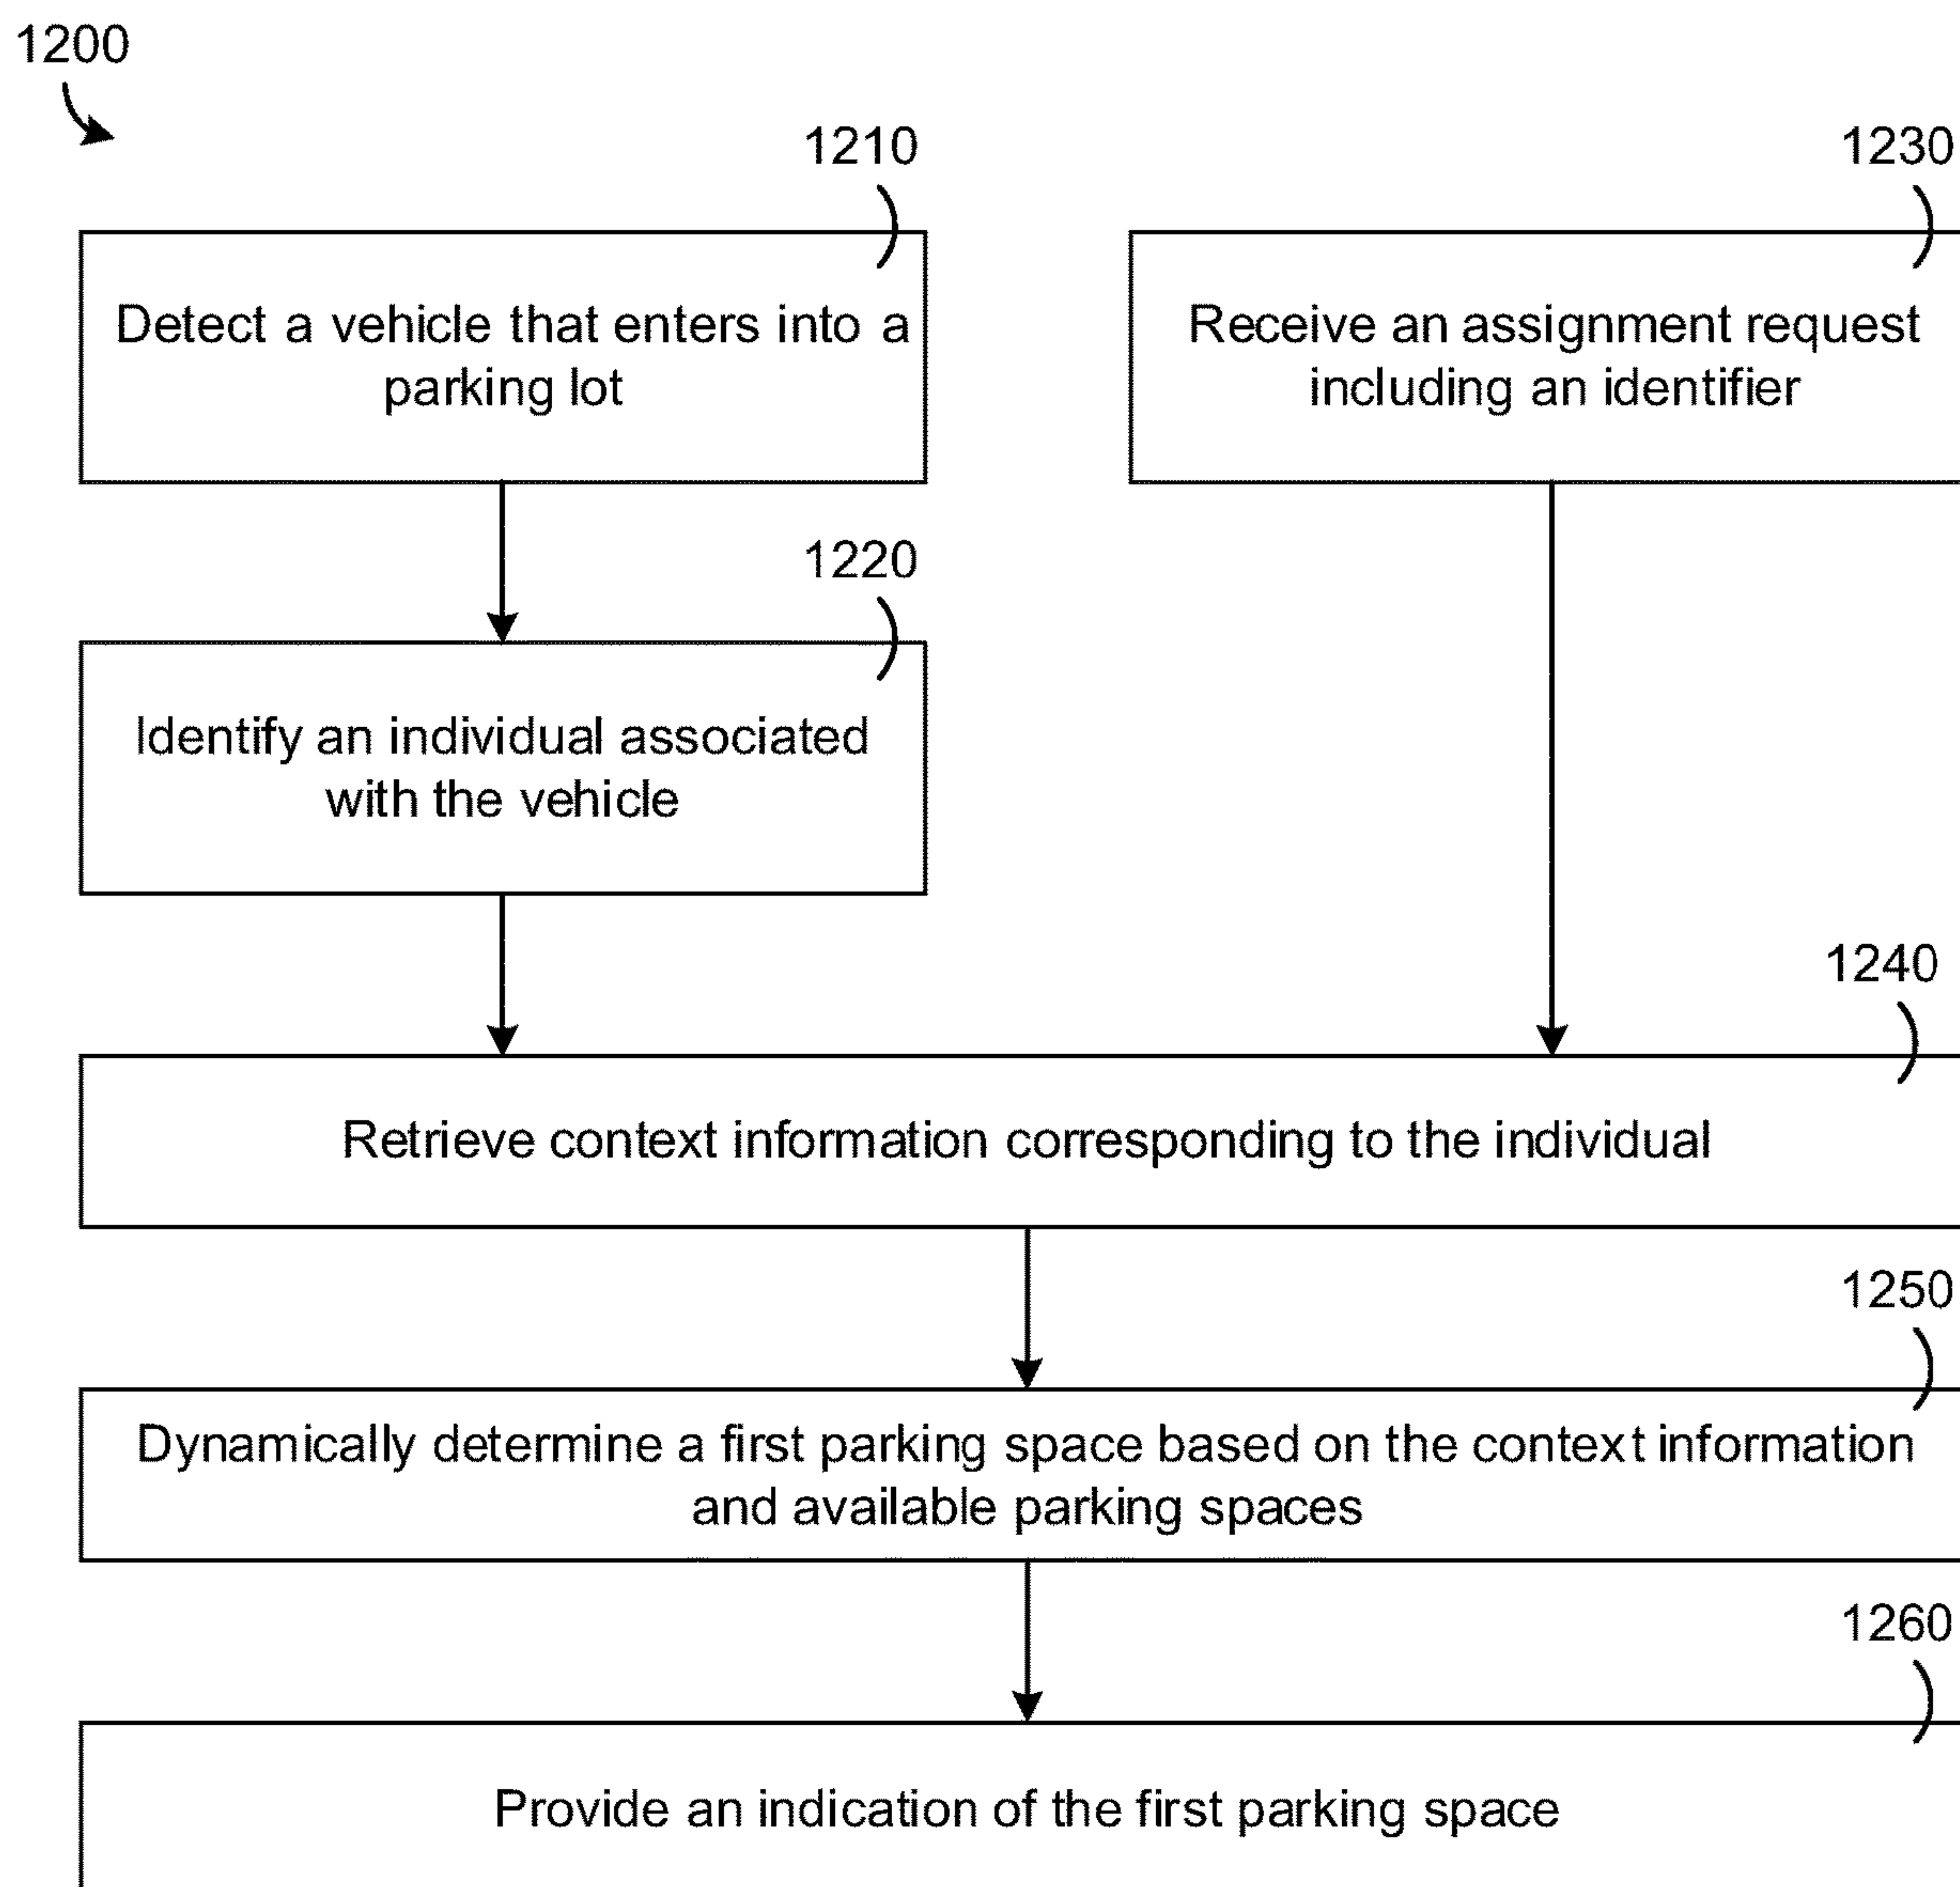 1200
1210
1230
Detect a vehicle that enters into a
parking lot
Receive an assignment request
including an identifier
1220
Identify an individual associated
with the vehicle
1240
Retrieve context information corresponding to the individual
1250
Dynamically determine a first parking space based on the context information
and available parking spaces
1260
Provide an indication of the first parking space